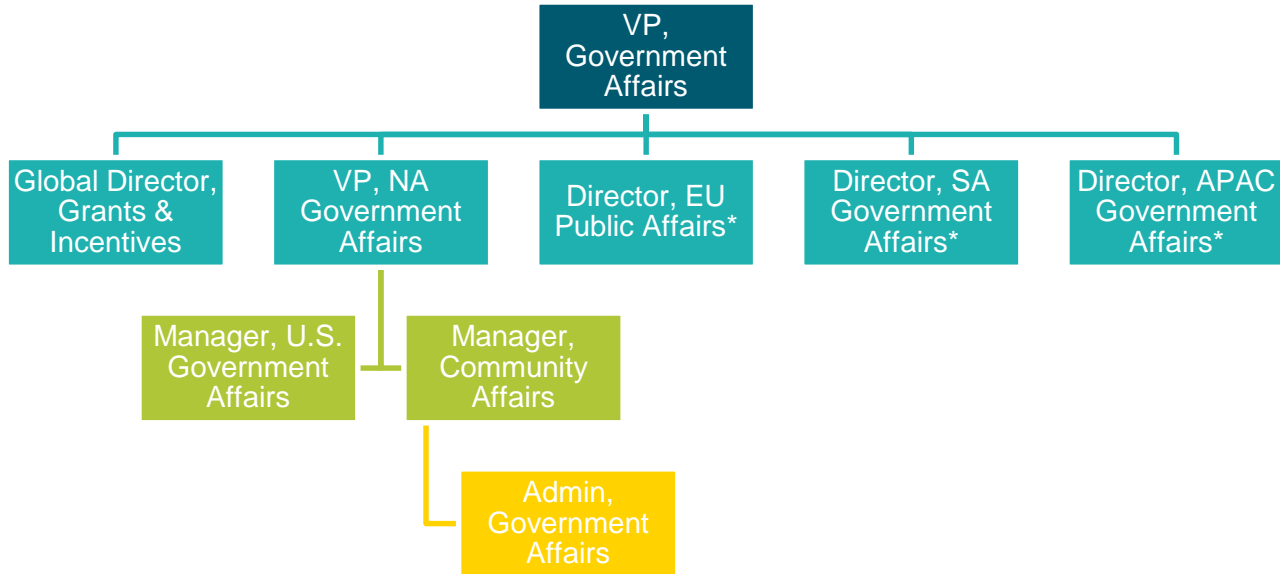 VP,
Government
Affairs
Global Director,
Grants &
Incentives
VP, NA
Government
Affairs
Director, EU
Public Affairs*
Director, SA
Government
Affairs*
Director, APAC
Government
Affairs*
Manager, U.S.
Government
Affairs
Manager,
Community
Affairs
Admin,
Government
Affairs